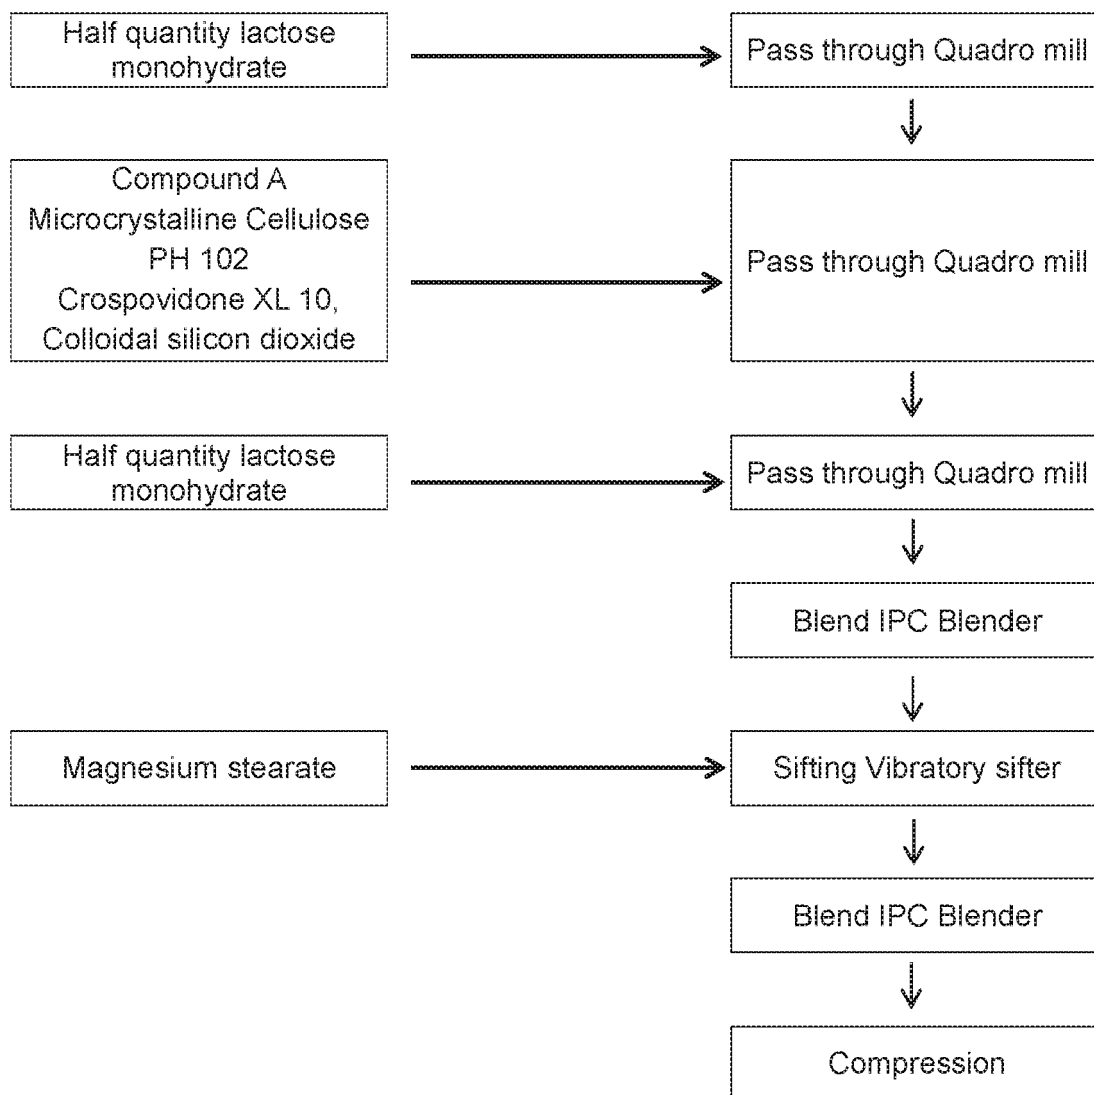 Half quantity lactose
monohydrate
Pass through Quadro mill
Compound A
Microcrystalline Cellulose
PH 102
Crospovidone XL 10,
Colloidal silicon dioxide
Pass through Quadro mill
Half quantity lactose
monohydrate
Pass through Quadro mill
Blend IPC Blender
Magnesium stearate
Sifting Vibratory sifter
Blend IPC Blender
Compression